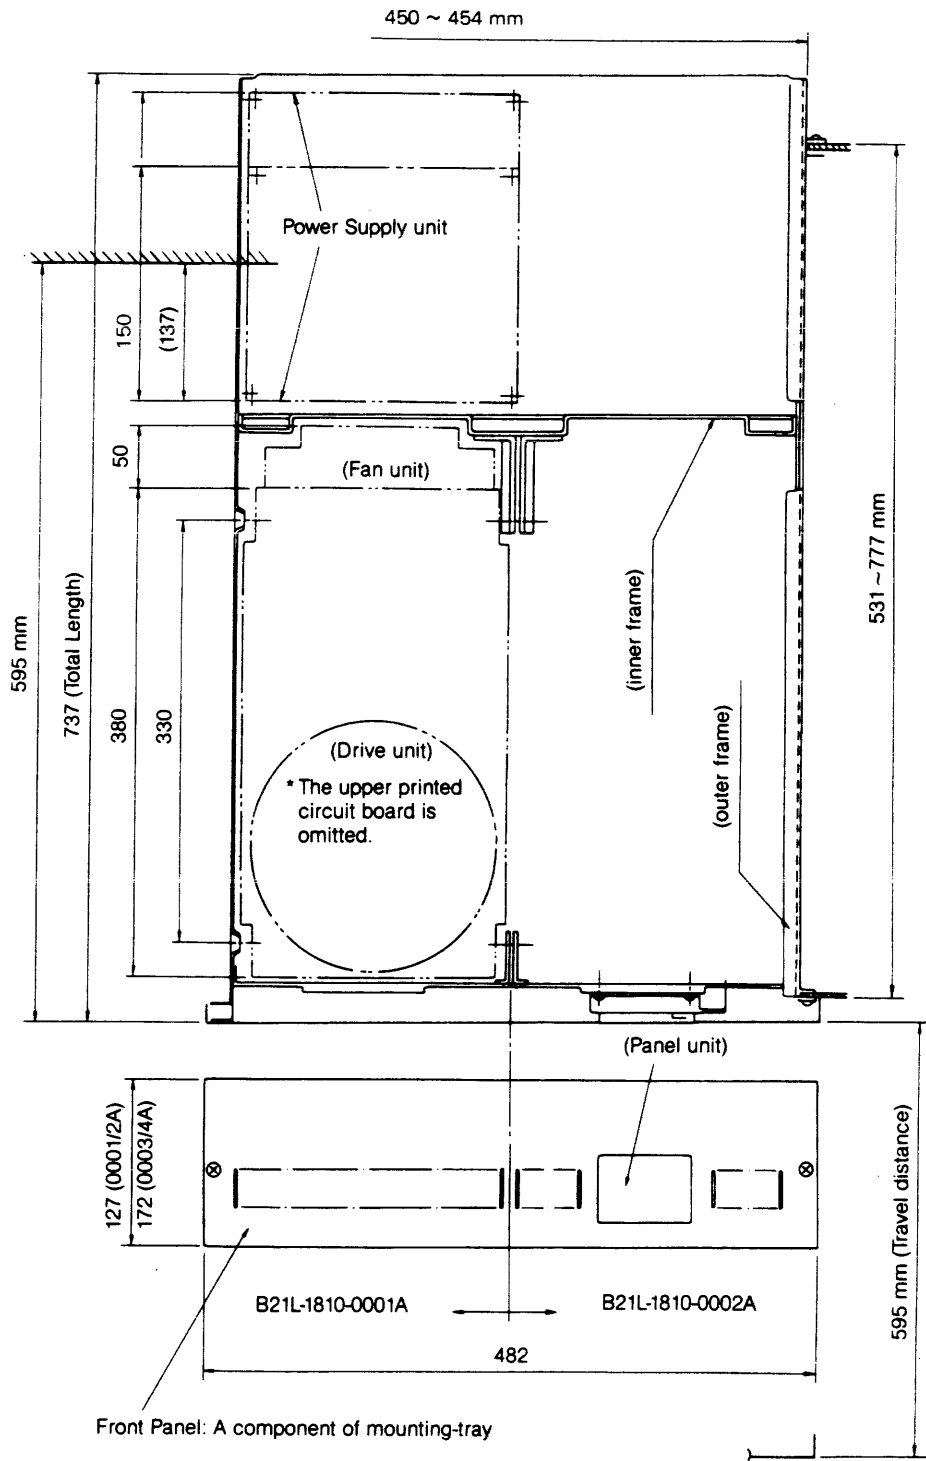 450 ~ 454 mm
Power Supply unit
150
(137)
50
(Fan unit)
531 ~ 777 mm
595 mm
737 (Total Length)
380
330
(inner frame)
(outer frame)
(Drive unit)
* The upper printed
circuit board is
omitted.
(Panel unit)
127 (0001/2A)
172 (0003/4A)
595 mm (Travel distance)
B21L-1810-0001A
B21L-1810-0002A
482
Front Panel: A component of mounting-tray